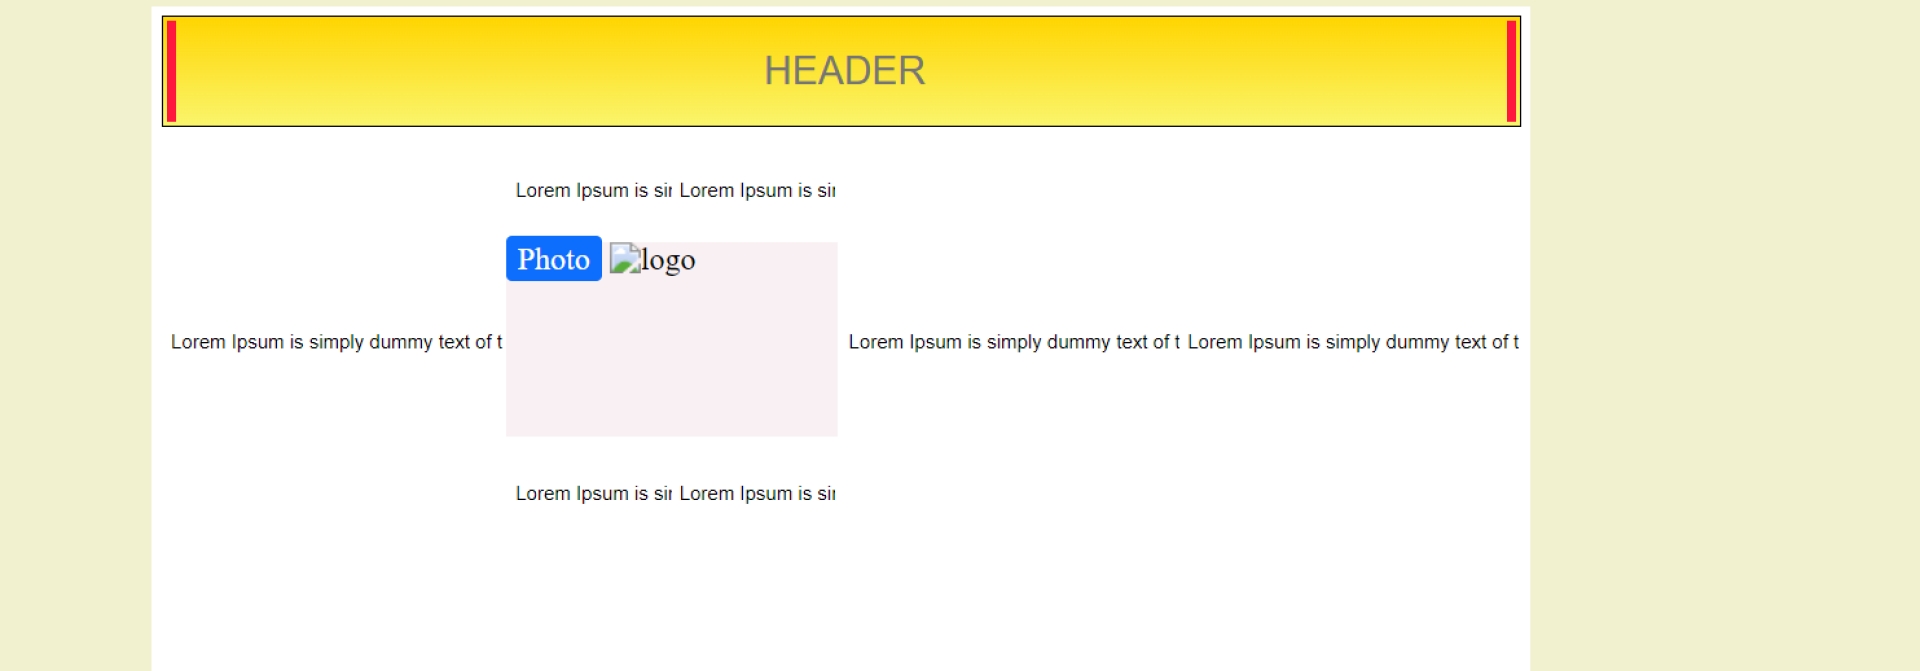 HEADER
Lorem Ipsum is sir Lorem Ipsum is sir
Photo logo
Lorem Ipsum is simply dummy text of t Lorem Ipsum is simply dummy text of t Lorem Ipsum is simply dummy text of t
Lorem Ipsum is sir Lorem Ipsum is sir